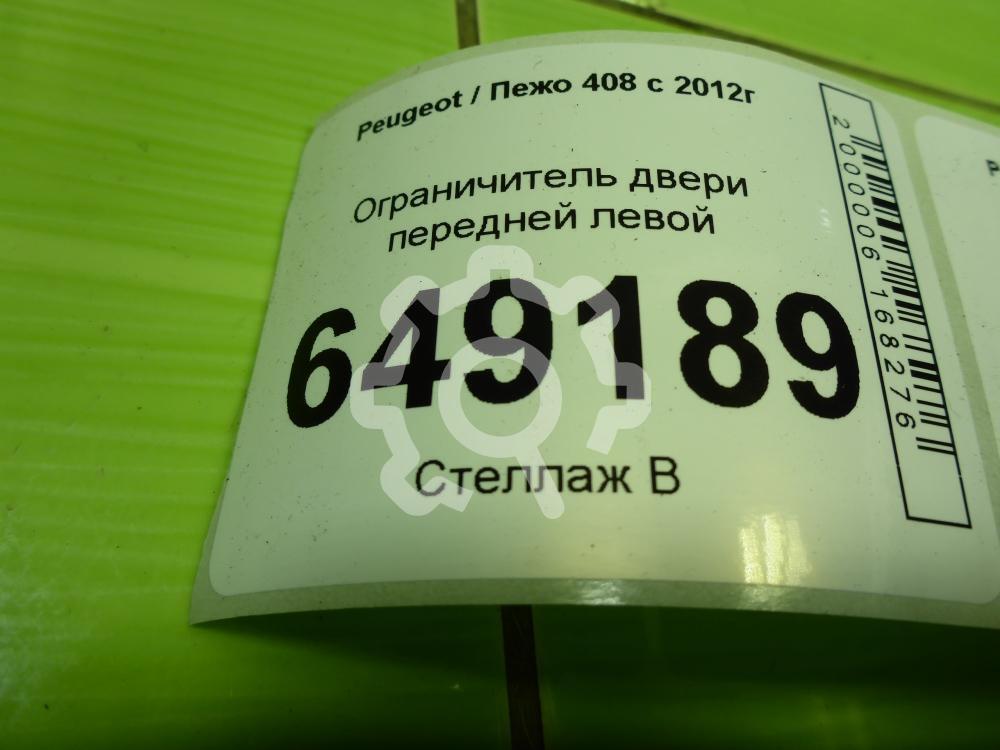 Peugeot / Пежо 408 с 2012г
Ограничитель двери
передней левой
649189
Стеллаж В
2000006168276